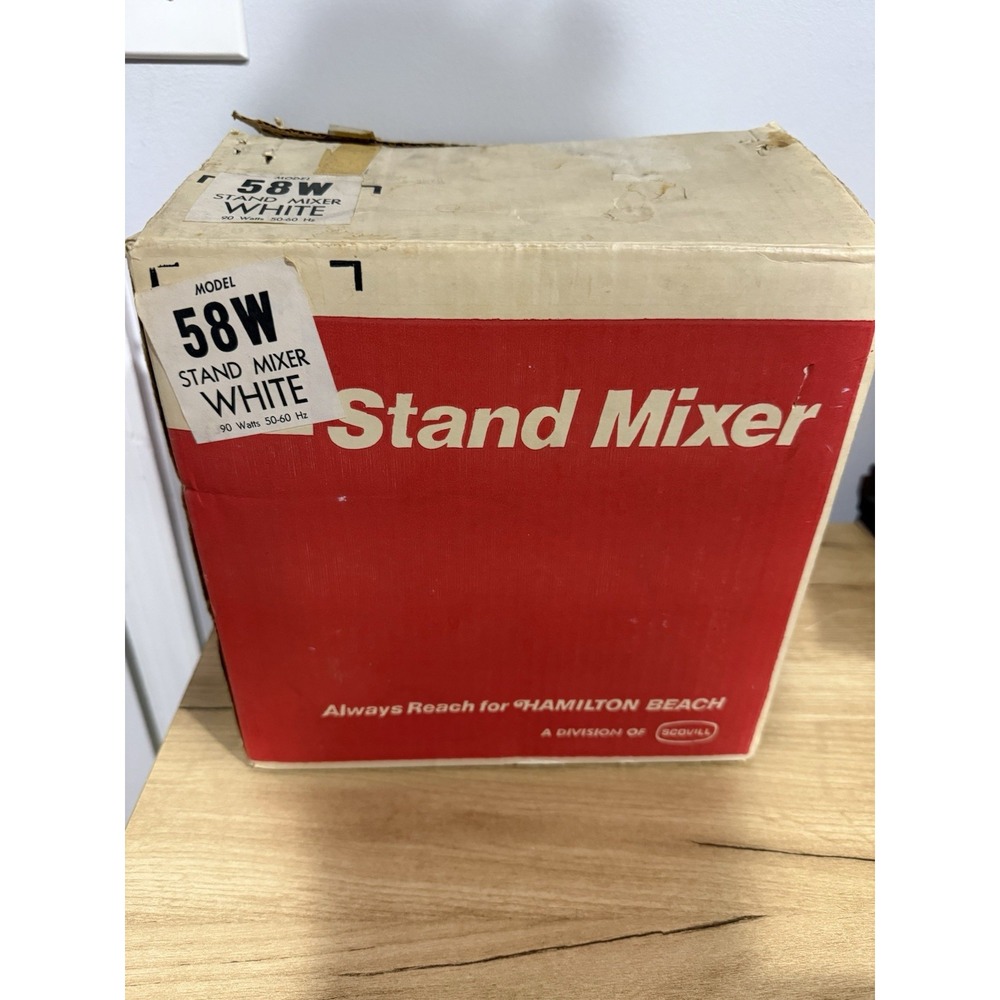 MODEL
58W
STAND MIXER
WHITE
90 Watts 50-60 Hz
MODEL
58W
STAND MIXER
WHITE
90 Watts 50-60 Hz
Stand Mixer
Always Reach for HAMILTON BEACH
A DIVISION OF SCOVILL